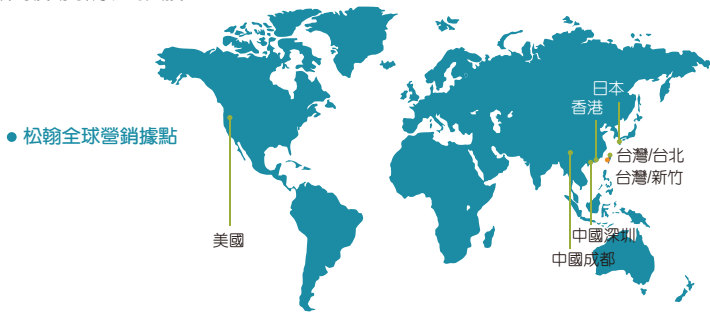 日本
香港
● 松翰全球營銷據點
台灣/台北
台灣/新竹
美國
中國深圳
中國成都